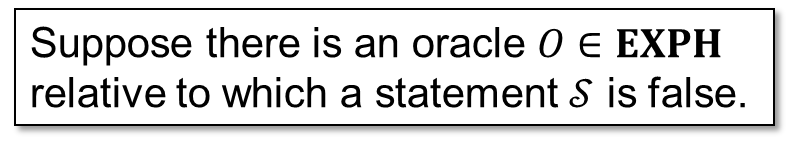 Suppose there is an oracle 𝑂 ∈ 𝐄𝐗𝐏𝐇
relative to which a statement 𝒮 is false.